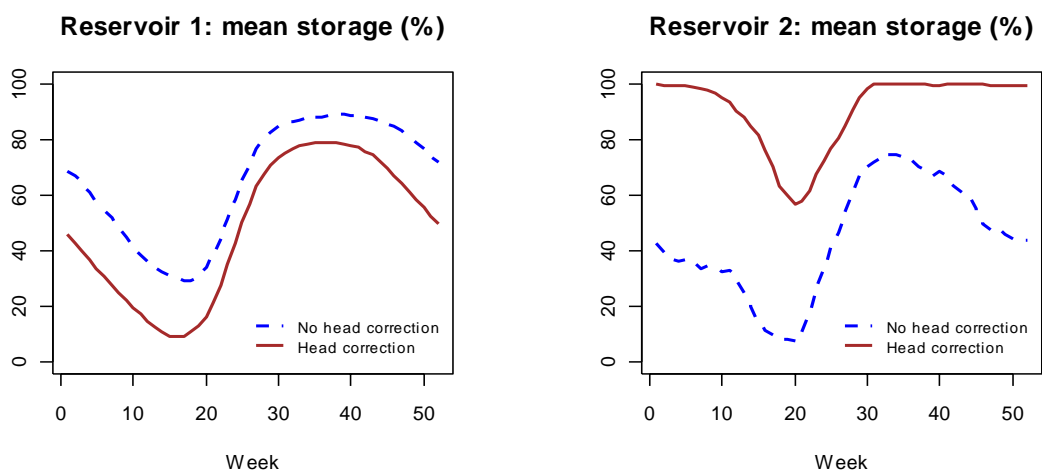 Reservoir 1: mean storage (%)
100
80
60
40
20
0
No head correction
Head correction
0 10 20 30 40 50
Week
Reservoir 2: mean storage (%)
100
80
60
40
20
0
No head correction
Head correction
0 10 20 30 40 50
Week